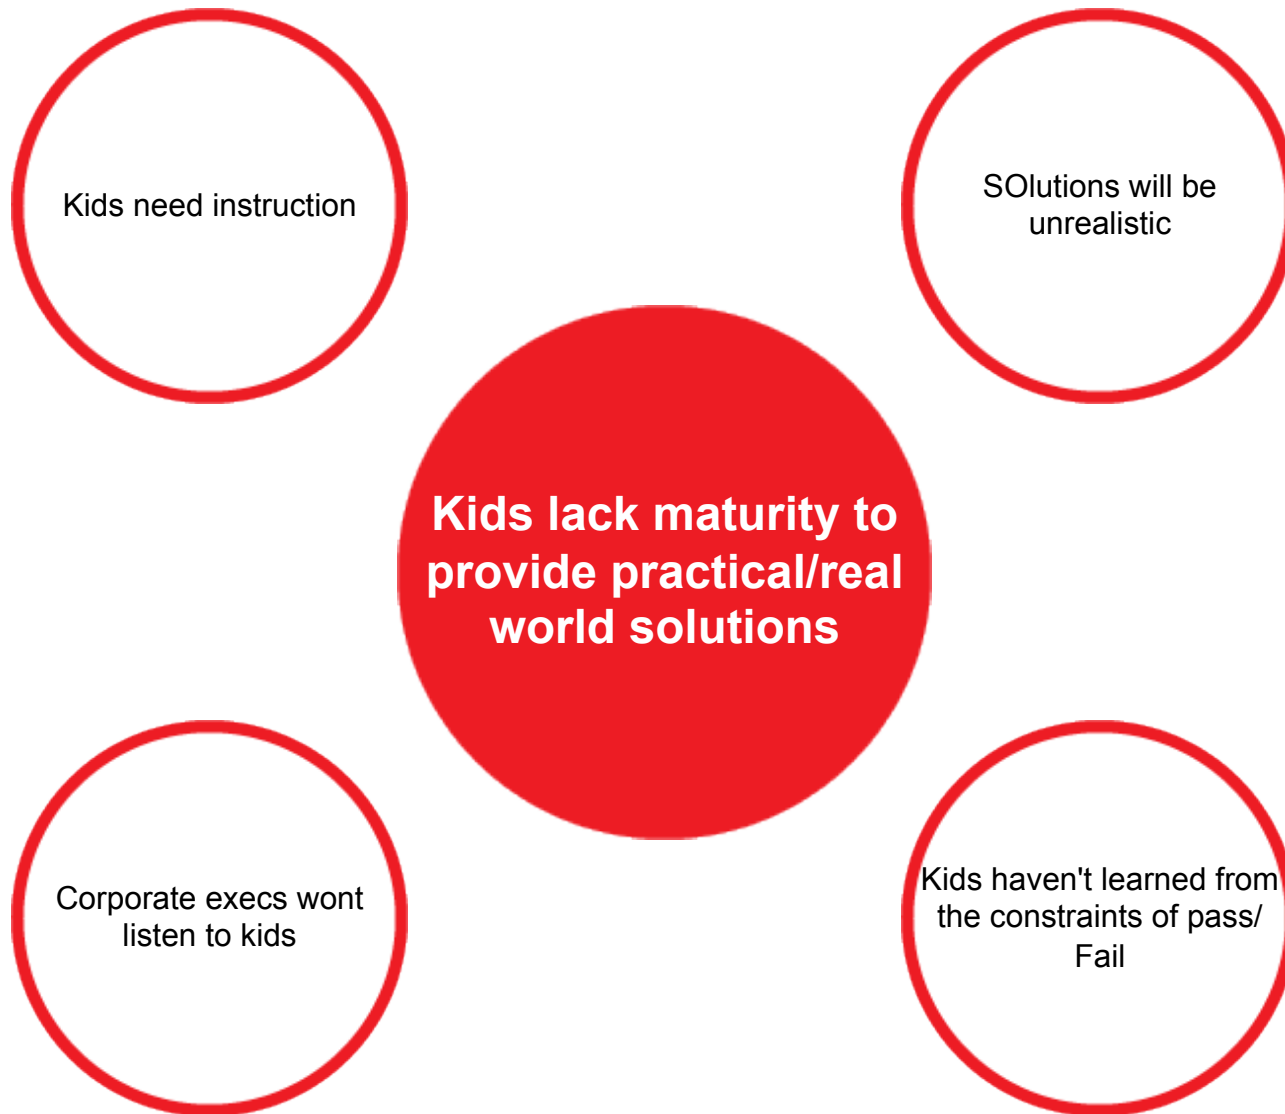 Kids need instruction
SOlutions will be
unrealistic
Kids lack maturity to
provide practical/real
world solutions
Corporate execs wont
listen to kids
Kids haven't learned from
the constraints of pass/
Fail